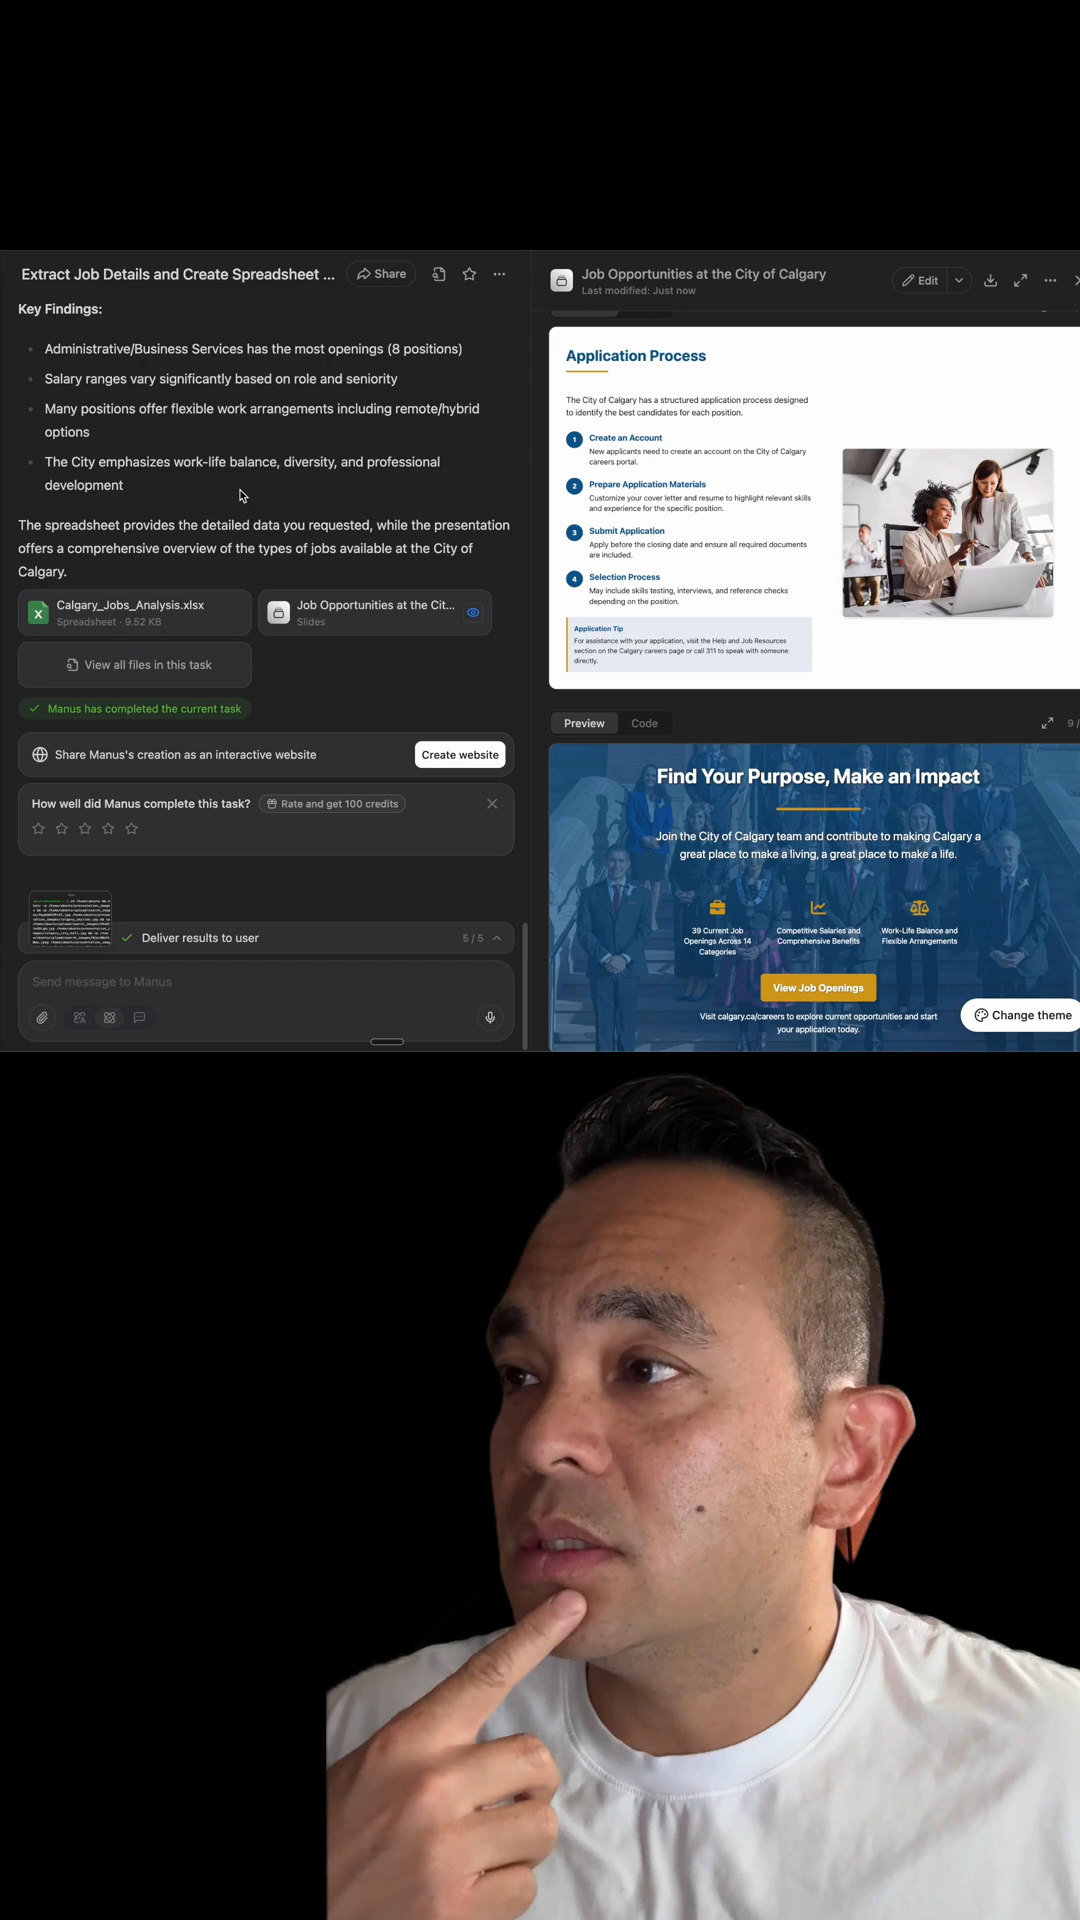 Extract Job Details and Create Spreadsheet ...
Share
Key Findings:
Administrative/Business Services has the most openings (8 positions)
Salary ranges vary significantly based on role and seniority
Many positions offer flexible work arrangements including remote/hybrid
options
The City emphasizes work-life balance, diversity, and professional
development
The spreadsheet provides the detailed data you requested, while the presentation
offers a comprehensive overview of the types of jobs available at the City of
Calgary.
Calgary_Jobs_Analysis.xlsx
Spreadsheet · 9.52 KB
Job Opportunities at the Cit...
Slides
View all files in this task
Manus has completed the current task
Share Manus's creation as an interactive website
Create website
How well did Manus complete this task?
Rate and get 100 credits
Deliver results to user
5 / 5
Send message to Manus
Job Opportunities at the City of Calgary
Last modified: Just now
Edit
Application Process
The City of Calgary has a structured application process designed
to identify the best candidates for each position.
1 Create an Account
New applicants need to create an account on the City of Calgary
careers portal.
2 Prepare Application Materials
Customize your cover letter and resume to highlight relevant skills
and experience for the specific position.
3 Submit Application
Apply before the closing date and ensure all required documents
are included.
4 Selection Process
May include skills testing, interviews, and reference checks
depending on the position.
Application Tip
For assistance with your application, visit the Help and Job Resources
section on the Calgary careers page or call 311 to speak with someone
directly.
Preview
Code
9 /
Find Your Purpose, Make an Impact
Join the City of Calgary team and contribute to making Calgary a
great place to make a living, a great place to make a life.
39 Current Job
Openings Across 14
Categories
Competitive Salaries and
Comprehensive Benefits
Work-Life Balance and
Flexible Arrangements
View Job Openings
Visit calgary.ca/careers to explore current opportunities and start
your application today.
Change theme